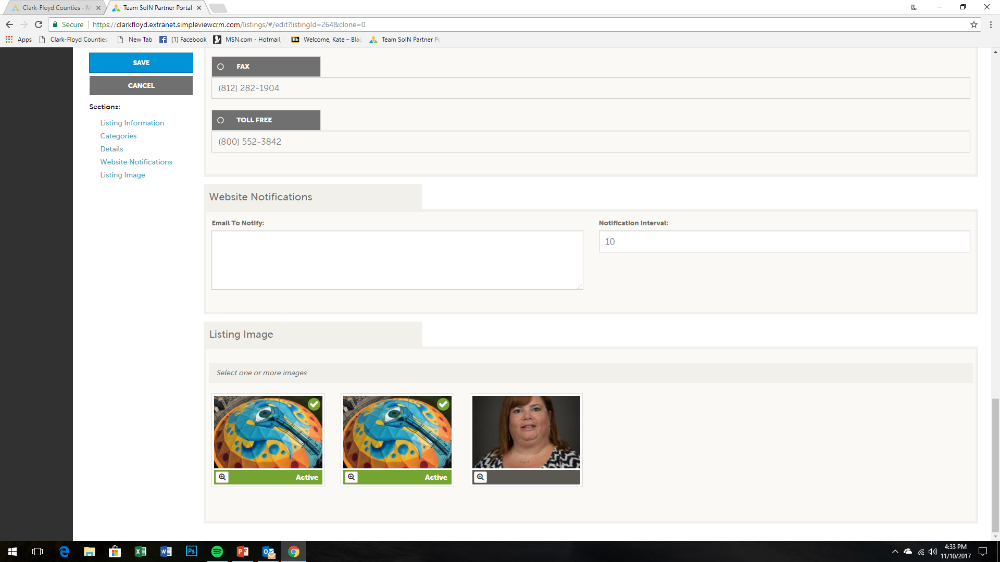 Clark-Floyd Counties - M
Team SoIN Partner Portal
Secure
https://clarkfloyd.extranet.simpleviewcrm.com/listings/#/edit?listingId=264&clone=0
Apps
Clark-Floyd Counties
New Tab
(1) Facebook
MSN.com - Hotmail,
Bb
Welcome, Kate – Blac
Team SoIN Partner Po
SAVE
CANCEL
Sections:
Listing Information
Categories
Details
Website Notifications
Listing Image
FAX
(812) 282-1904
TOLL FREE
(800) 552-3842
Website Notifications
Email To Notify:
Notification Interval:
10
Listing Image
Select one or more images
Active
Active
4:33 PM
11/10/2017